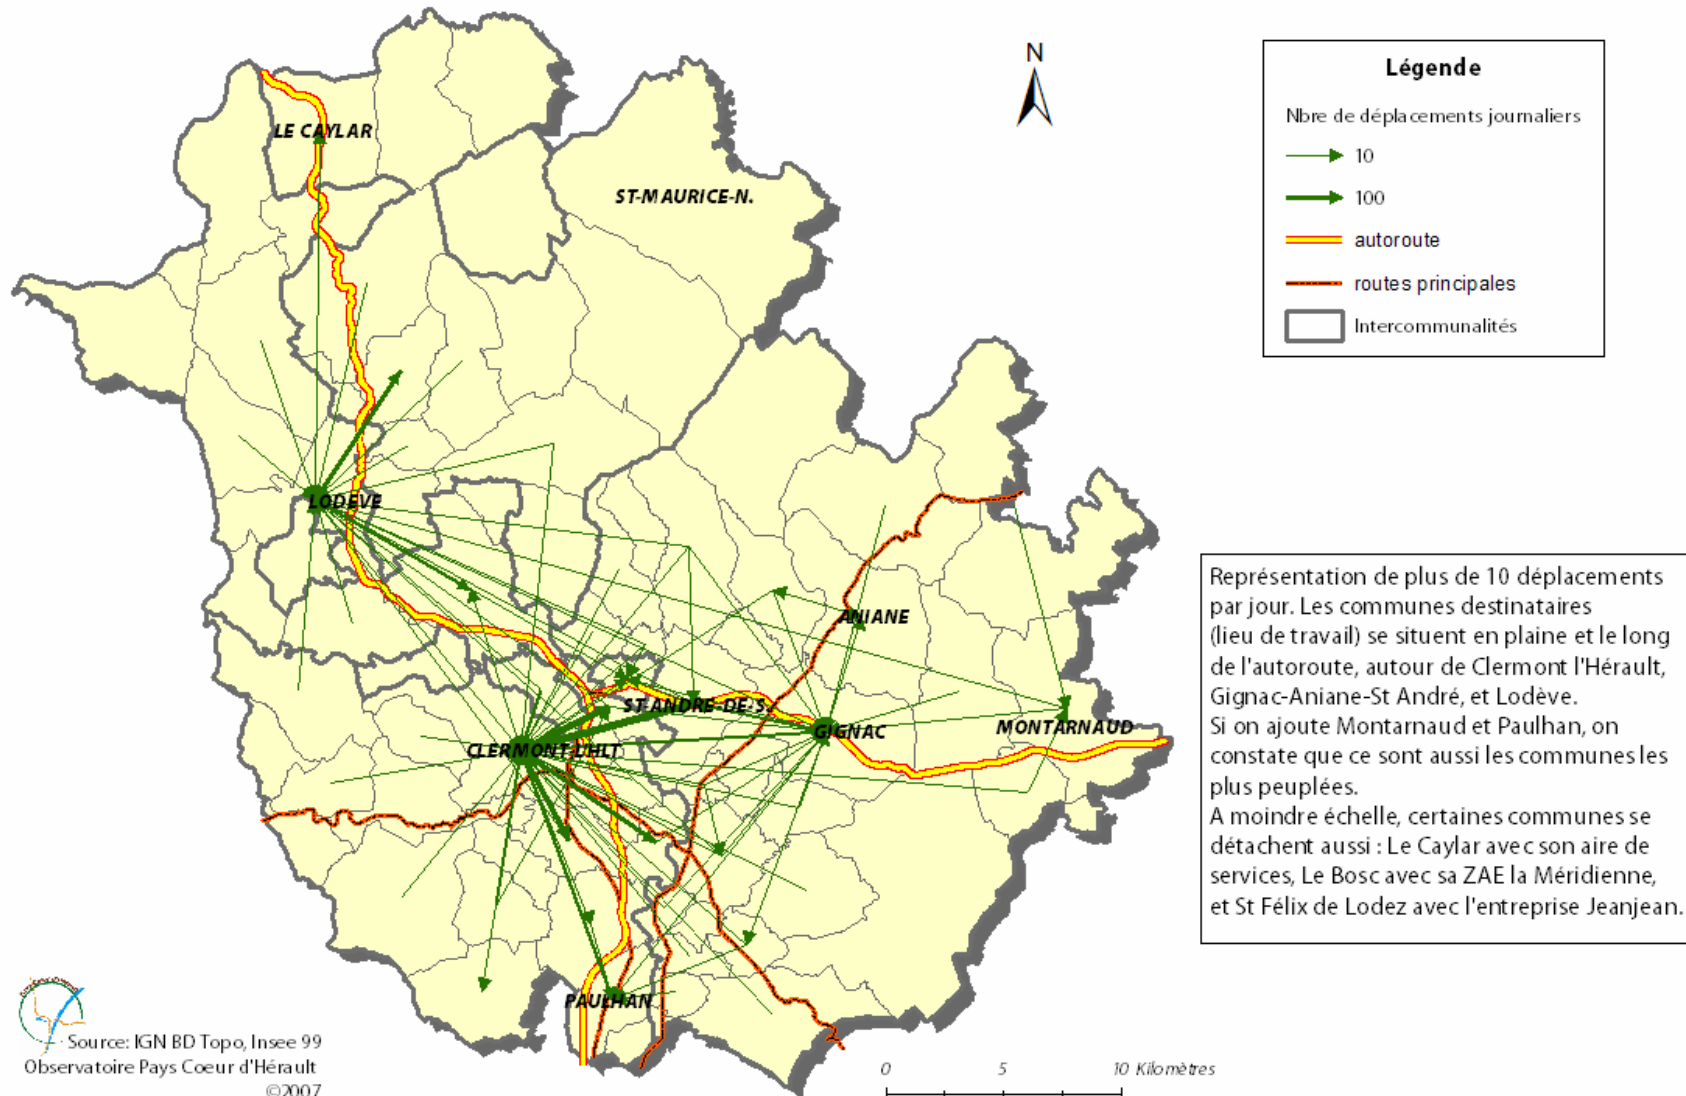 LE CAYLAR
N
ST-MAURICE-N.
LODEVE
ANIANE
ST-ANDRE-DE-S.
GIGNAC
MONTARNAUD
CLERMONT-L'HLT
PAULHAN
Légende
Nbre de déplacements journaliers
10
100
autoroute
routes principales
Intercommunalités
Représentation de plus de 10 déplacements
par jour. Les communes destinataires
(lieu de travail) se situent en plaine et le long
de l'autoroute, autour de Clermont l'Hérault,
Gignac-Aniane-St André, et Lodève.
Si on ajoute Montarnaud et Paulhan, on
constate que ce sont aussi les communes les
plus peuplées.
A moindre échelle, certaines communes se
détachent aussi : Le Caylar avec son aire de
services, Le Bosc avec sa ZAE la Méridienne,
et St Félix de Lodez avec l'entreprise Jeanjean.
Source: IGN BD Topo, Insee 99
Observatoire Pays Coeur d'Hérault
©2007
0 5 10 Kilomètres